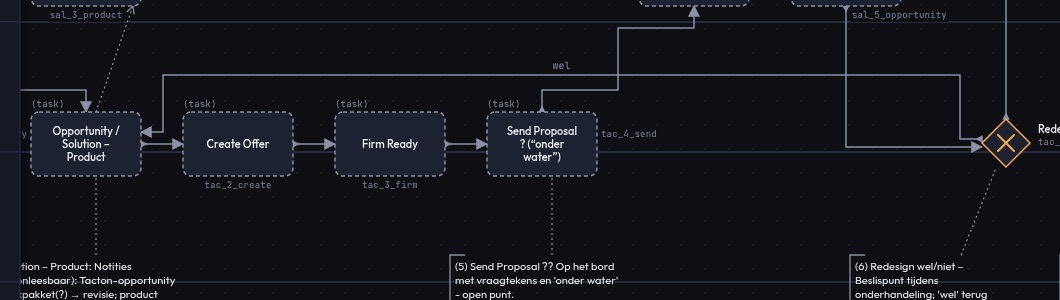 sal_3_product
sal_5_opportunity
wel
(task)
(task)
(task)
(task)
y
Opportunity /
Solution –
Product
Create Offer
Firm Ready
Send Proposal
? (“onder
water”)
tac_4_send
Rede
tac_
tac_2_create
tac_3_firm
tion – Product: Notities
onleesbaar): Tacton-opportunity
pakket(?) → revisie; product
(5) Send Proposal ?? Op het bord
met vraagtekens en 'onder water'
- open punt.
(6) Redesign wel/niet –
Beslispunt tijdens
onderhandeling; 'wel' terug